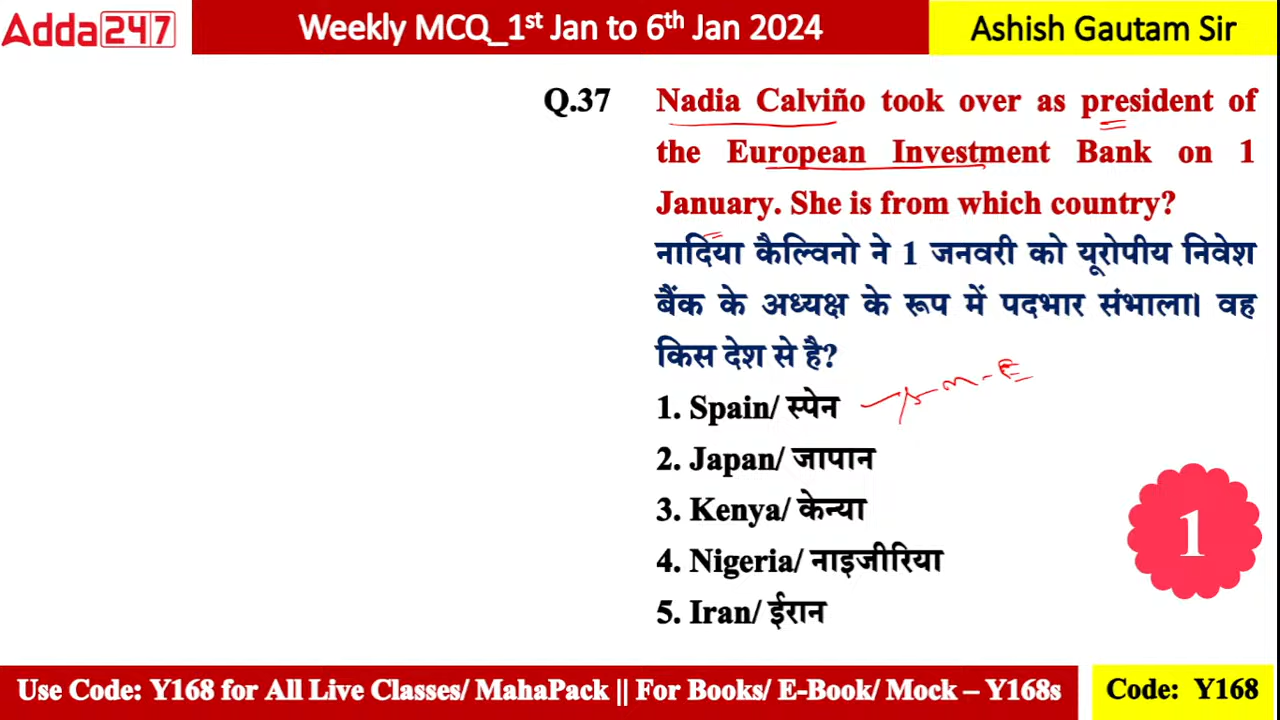 Adda247
Weekly MCQ_1st Jan to 6th Jan 2024
Ashish Gautam Sir
Q.37
Nadia Calviño took over as president of
the European Investment Bank on 1
January. She is from which country?
नादिया कैल्विनो ने 1 जनवरी को यूरोपीय निवेश
बैंक के अध्यक्ष के रूप में पदभार संभाला। वह
किस देश से है?
1. Spain/ स्पेन
2. Japan/ जापान
3. Kenya/ केन्या
4. Nigeria/ नाइजीरिया
5. Iran/ ईरान
1
Use Code: Y168 for All Live Classes/ MahaPack || For Books/ E-Book/ Mock – Y168s
Code: Y168